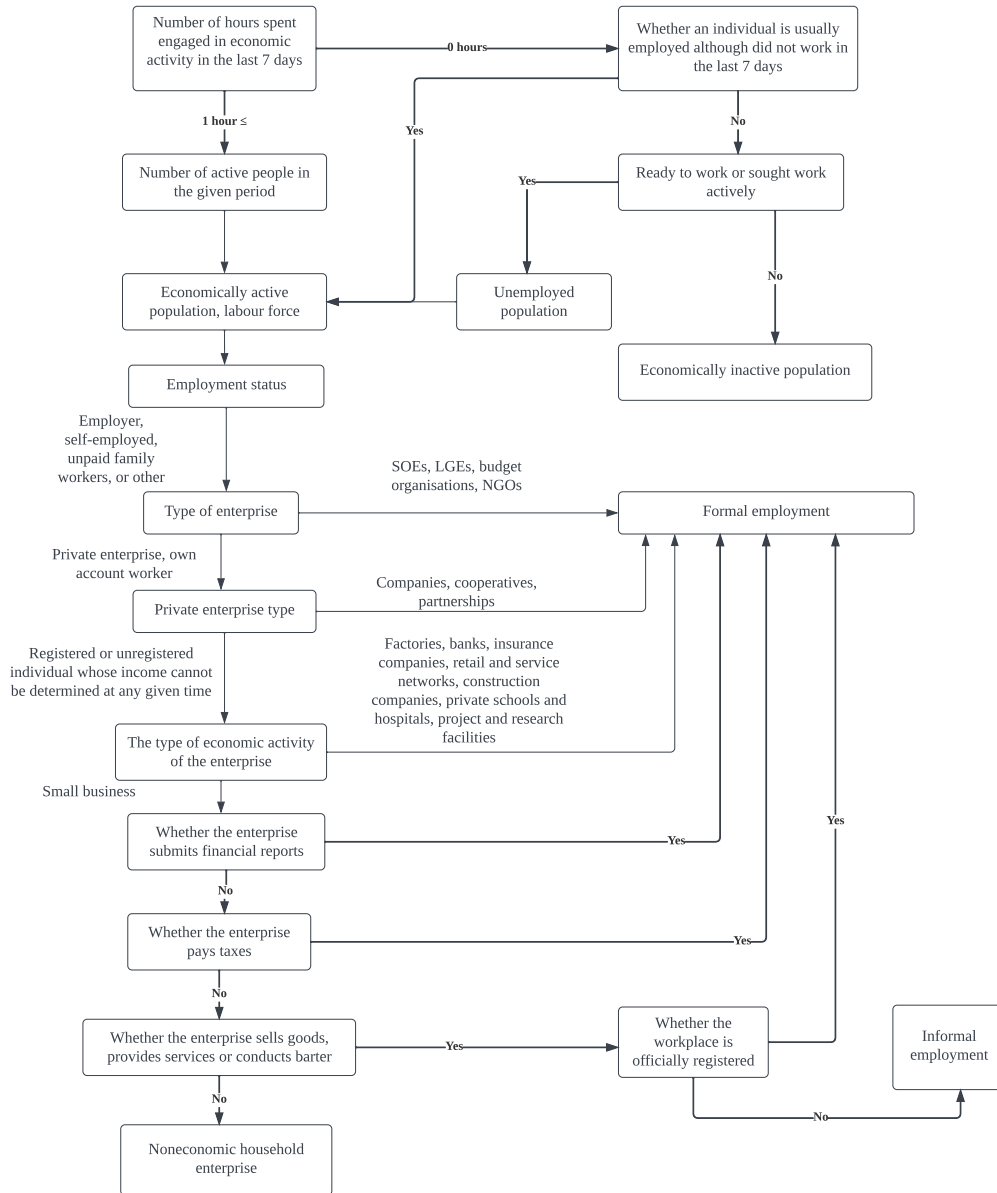 Number of hours spent
engaged in economic
activity in the last 7 days
0 hours
Whether an individual is usually
employed although did not work in
the last 7 days
1 hour ≤
Yes
No
Number of active people in
the given period
Yes
Ready to work or sought work
actively
No
Economically active
population, labour force
Unemployed
population
Economically inactive population
Employment status
Employer,
self-employed,
unpaid family
workers, or other
SOEs, LGEs, budget
organisations, NGOs
Type of enterprise
Formal employment
Private enterprise, own
account worker
Companies, cooperatives,
partnerships
Private enterprise type
Registered or unregistered
individual whose income cannot
be determined at any given time
Factories, banks, insurance
companies, retail and service
networks, construction
companies, private schools and
hospitals, project and research
facilities
The type of economic activity
of the enterprise
Small business
Whether the enterprise
submits financial reports
Yes
Yes
No
Whether the enterprise
pays taxes
Yes
No
Whether the enterprise sells goods,
provides services or conducts barter
Yes
Whether the
workplace is
officially registered
Informal
employment
No
No
Noneconomic household
enterprise